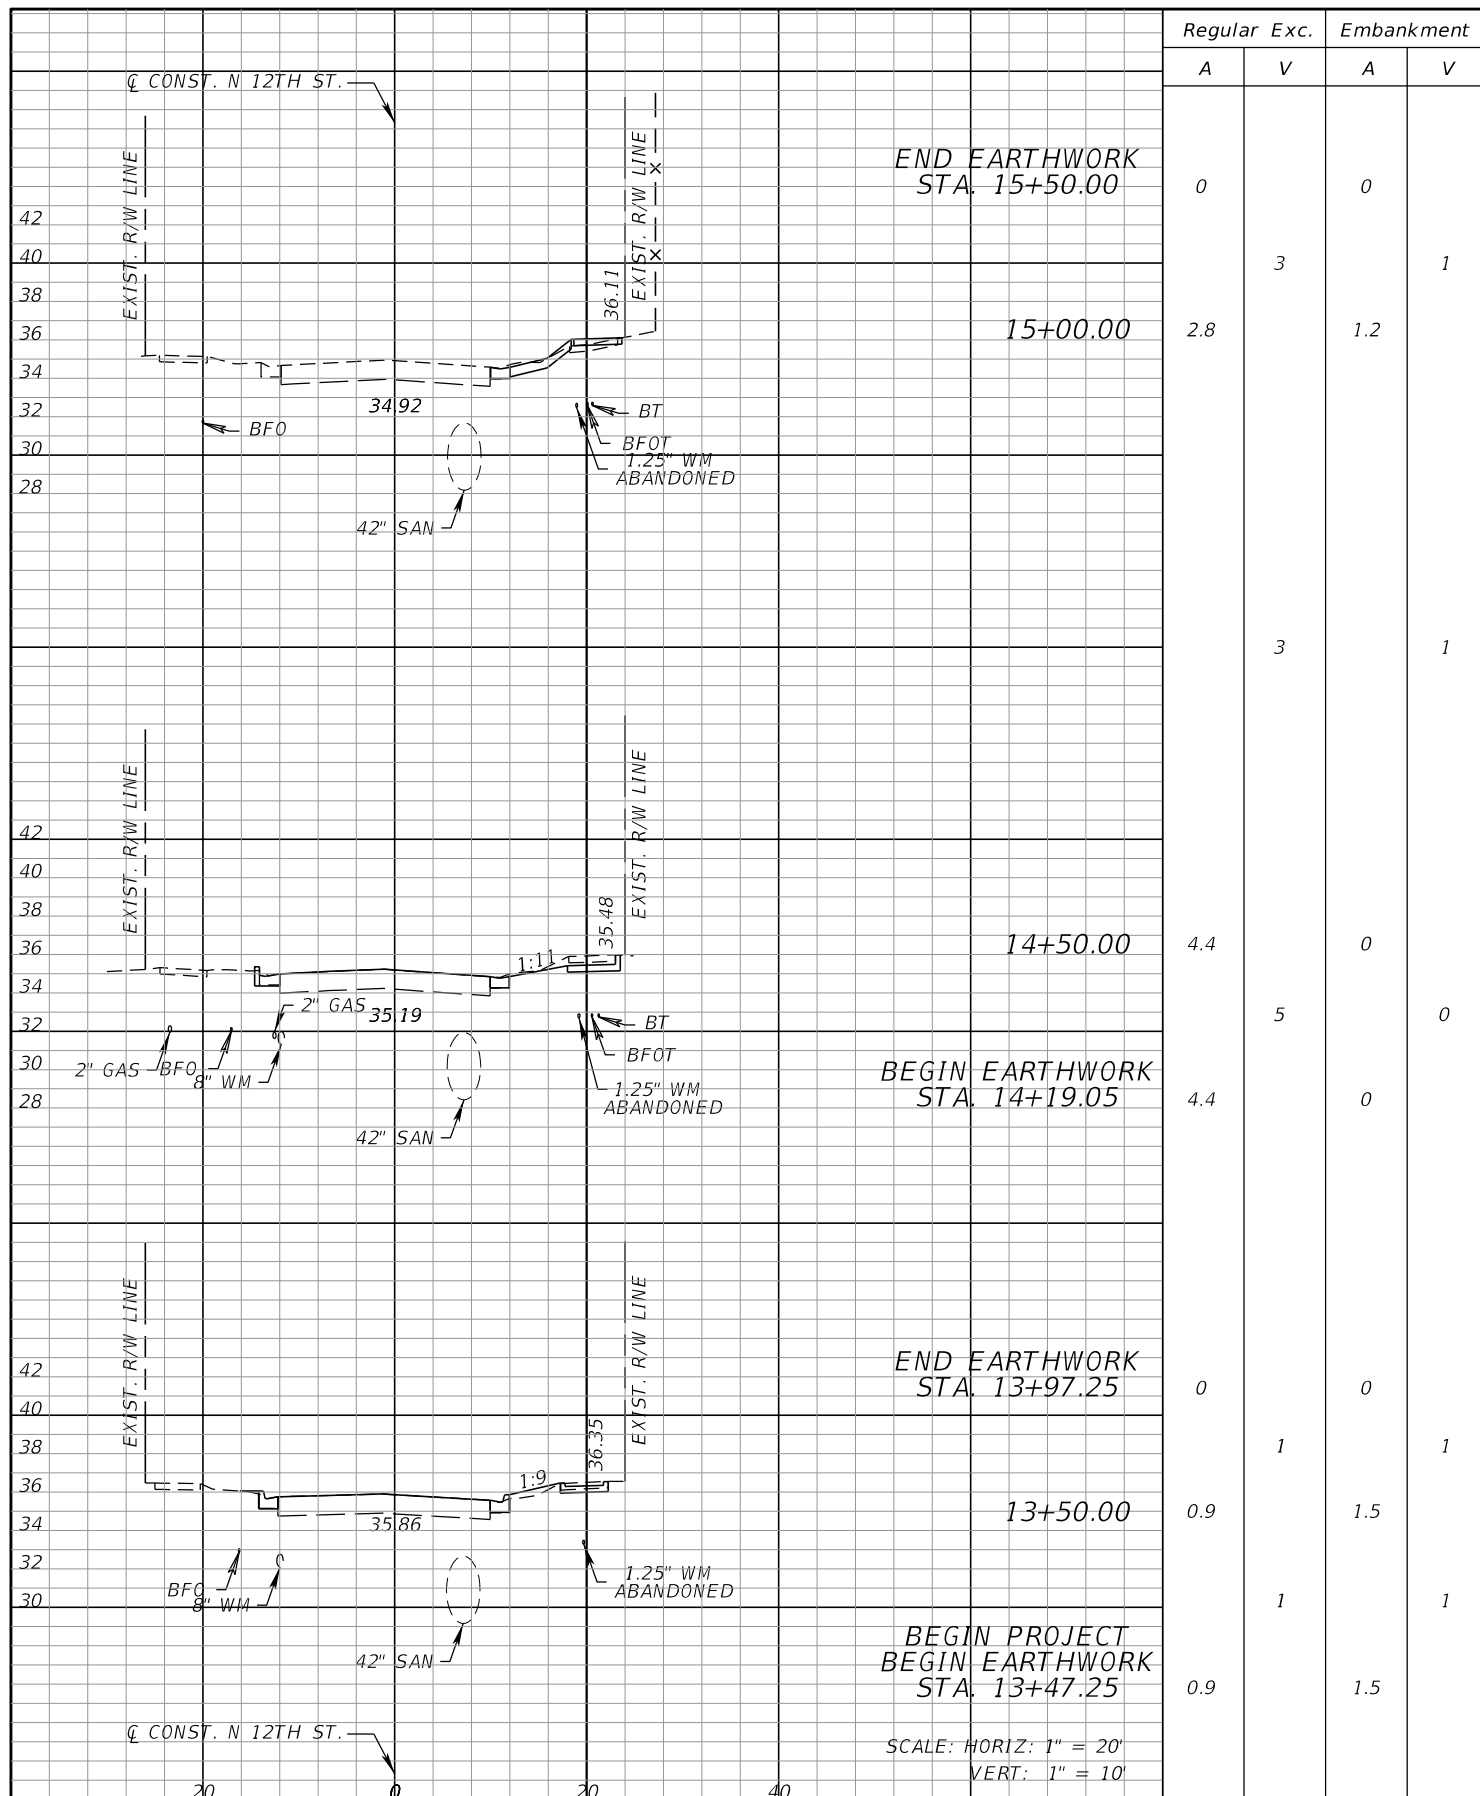 Regular Exc. Embankment
A V A V
℄ CONST. N 12TH ST.
EXIST. R/W LINE
EXIST. R/W LINE
END EARTHWORK
STA. 15+50.00 0 0
42
40 3 1
38
36.11
36 15+00.00 2.8 1.2
34
34.92
32 BT
BFO
BFOT
30
1.25" WM
ABANDONED
28
42" SAN
3 1
EXIST. R/W LINE
EXIST. R/W LINE
42
40
38
35.48
36 14+50.00 4.4 0
1:11
34
2" GAS
35.19
32 BT 5 0
BFOT
30
2" GAS
BFO
8" WM
1.25" WM
ABANDONED
BEGIN EARTHWORK
STA. 14+19.05 4.4 0
28
42" SAN
EXIST. R/W LINE
EXIST. R/W LINE
END EARTHWORK
STA. 13+97.25 0 0
42
40
38 1 1
36.35
36
1:9
13+50.00 0.9 1.5
34
35.86
32
BFO
8" WM
1.25" WM
ABANDONED
30 1 1
42" SAN
BEGIN PROJECT
BEGIN EARTHWORK
STA. 13+47.25 0.9 1.5
℄ CONST. N 12TH ST.
SCALE: HORIZ: 1" = 20'
VERT: 1" = 10'
20 0 20 40